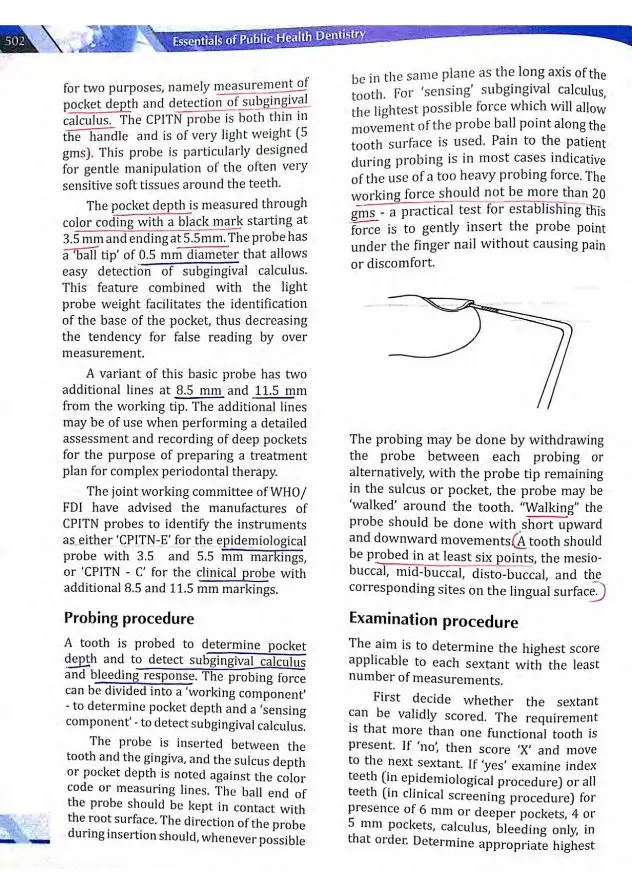 502
Essentials of Public Health Dentistry
for two purposes, namely measurement of
pocket depth and detection of subgingival
calculus. The CPITN probe is both thin in
the handle and is of very light weight (5
gms). This probe is particularly designed
for gentle manipulation of the often very
sensitive soft tissues around the teeth.
The pocket depth is measured through
color coding with a black mark starting at
3.5 mm and ending at 5.5mm. The probe has
a 'ball tip' of 0.5 mm diameter that allows
easy detection of subgingival calculus.
This feature combined with the light
probe weight facilitates the identification
of the base of the pocket, thus decreasing
the tendency for false reading by over
measurement.
A variant of this basic probe has two
additional lines at 8.5 mm and 11.5 mm
from the working tip. The additional lines
may be of use when performing a detailed
assessment and recording of deep pockets
for the purpose of preparing a treatment
plan for complex periodontal therapy.
The joint working committee of WHO/
FDI have advised the manufactures of
CPITN probes to identify the instruments
as either 'CPITN-E' for the epidemiological
probe with 3.5 and 5.5 mm markings,
or 'CPITN - C' for the clinical probe with
additional 8.5 and 11.5 mm markings.
Probing procedure
A tooth is probed to determine pocket
depth and to detect subgingival calculus
and bleeding response. The probing force
can be divided into a 'working component'
- to determine pocket depth and a 'sensing
component' - to detect subgingival calculus.
The probe is inserted between the
tooth and the gingiva, and the sulcus depth
or pocket depth is noted against the color
code or measuring lines. The ball end of
the probe should be kept in contact with
the root surface. The direction of the probe
during insertion should, whenever possible
be in the same plane as the long axis of the
tooth. For 'sensing' subgingival calculus,
the lightest possible force which will allow
movement of the probe ball point along the
tooth surface is used. Pain to the patient
during probing is in most cases indicative
of the use of a too heavy probing force. The
working force should not be more than 20
gms - a practical test for establishing this
force is to gently insert the probe point
under the finger nail without causing pain
or discomfort.
The probing may be done by withdrawing
the probe between each probing or
alternatively, with the probe tip remaining
in the sulcus or pocket, the probe may be
'walked' around the tooth. "Walking" the
probe should be done with short upward
and downward movements. A tooth should
be probed in at least six points, the mesio-
buccal, mid-buccal, disto-buccal, and the
corresponding sites on the lingual surface.
Examination procedure
The aim is to determine the highest score
applicable to each sextant with the least
number of measurements.
First decide whether the sextant
can be validly scored. The requirement
is that more than one functional tooth is
present. If 'no', then score 'X' and move
to the next sextant. If 'yes' examine index
teeth (in epidemiological procedure) or all
teeth (in clinical screening procedure) for
presence of 6 mm or deeper pockets, 4 or
5 mm pockets, calculus, bleeding only, in
that order. Determine appropriate highest